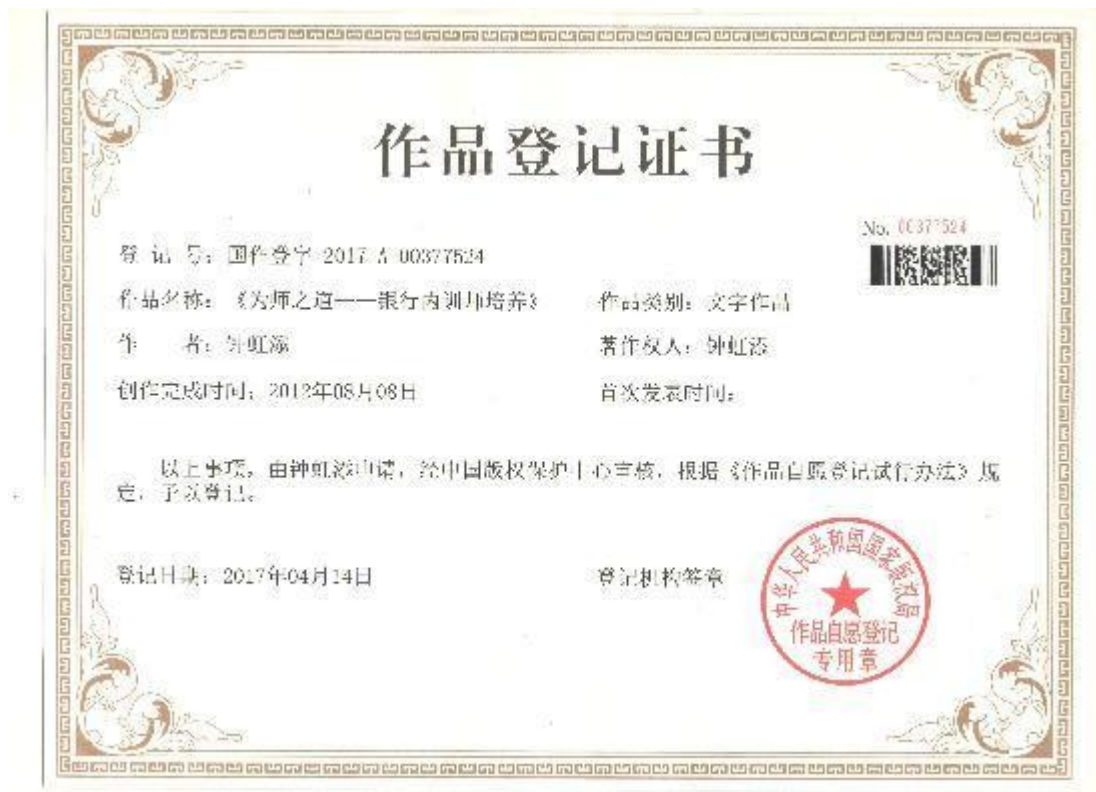 作品登记证书
No. 00377524
登 记 号：国作登字-2017-A-00377524
作品名称：《为师之道——银行内训师培养》 作品类别：文字作品
作 者：钟虹添 著作权人：钟虹添
创作完成时间：2012年08月08日 首次发表时间：
以上事项，由钟虹添申请，经中国版权保护中心审核，根据《作品自愿登记试行办法》规
定，予以登记。
登记日期：2017年04月14日 登记机构签章
中华人民共和国国家版权局
作品自愿登记
专用章